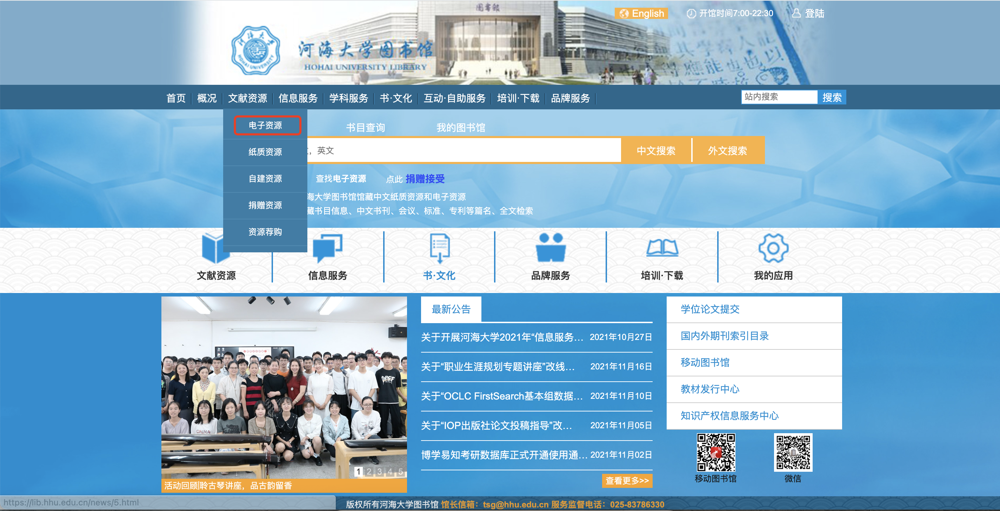 图书馆
English
开馆时间7:00-22:30
登陆
河海大学
HOHAI UNIVERSITY
河海大学图书馆
HOHAI UNIVERSITY LIBRARY
首页 概况 文献资源 信息服务 学科服务 书·文化 互动·自助服务 培训·下载 品牌服务
站内搜索 搜索
电子资源
纸质资源
自建资源
捐赠资源
资源荐购
书目查询 我的图书馆
，英文
中文搜索 外文搜索
查找电子资源 点此 捐赠接受
海大学图书馆馆藏中文纸质资源和电子资源
藏书目信息、中文书刊、会议、标准、专利等篇名、全文检索
文献资源 信息服务 书·文化 品牌服务 培训·下载 我的应用
CHINA
1 2 3 4 5
活动回顾|聆古琴讲座，品古韵留香
最新公告
关于开展河海大学2021年“信息服务... 2021年10月27日
关于“职业生涯规划专题讲座”改线... 2021年11月16日
关于“OCLC FirstSearch基本组数据... 2021年11月10日
关于“IOP出版社论文投稿指导”改... 2021年11月05日
博学易知考研数据库正式开通使用通... 2021年11月02日
查看更多>>
学位论文提交
国内外期刊索引目录
移动图书馆
教材发行中心
知识产权信息服务中心
移动图书馆 微信
https://lib.hhu.edu.cn/news/5.html
版权所有河海大学图书馆 馆长信箱：tsg@hhu.edu.cn 服务监督电话：025-83786330